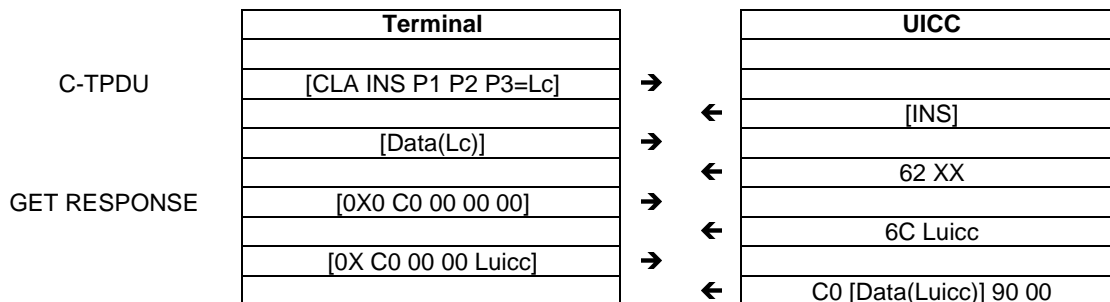 Terminal UICC
C-TPDU [CLA INS P1 P2 P3=Lc] →
← [INS]
[Data(Lc)] →
← 62 XX
GET RESPONSE [0X0 C0 00 00 00] →
← 6C Luicc
[0X C0 00 00 Luicc] →
← C0 [Data(Luicc)] 90 00